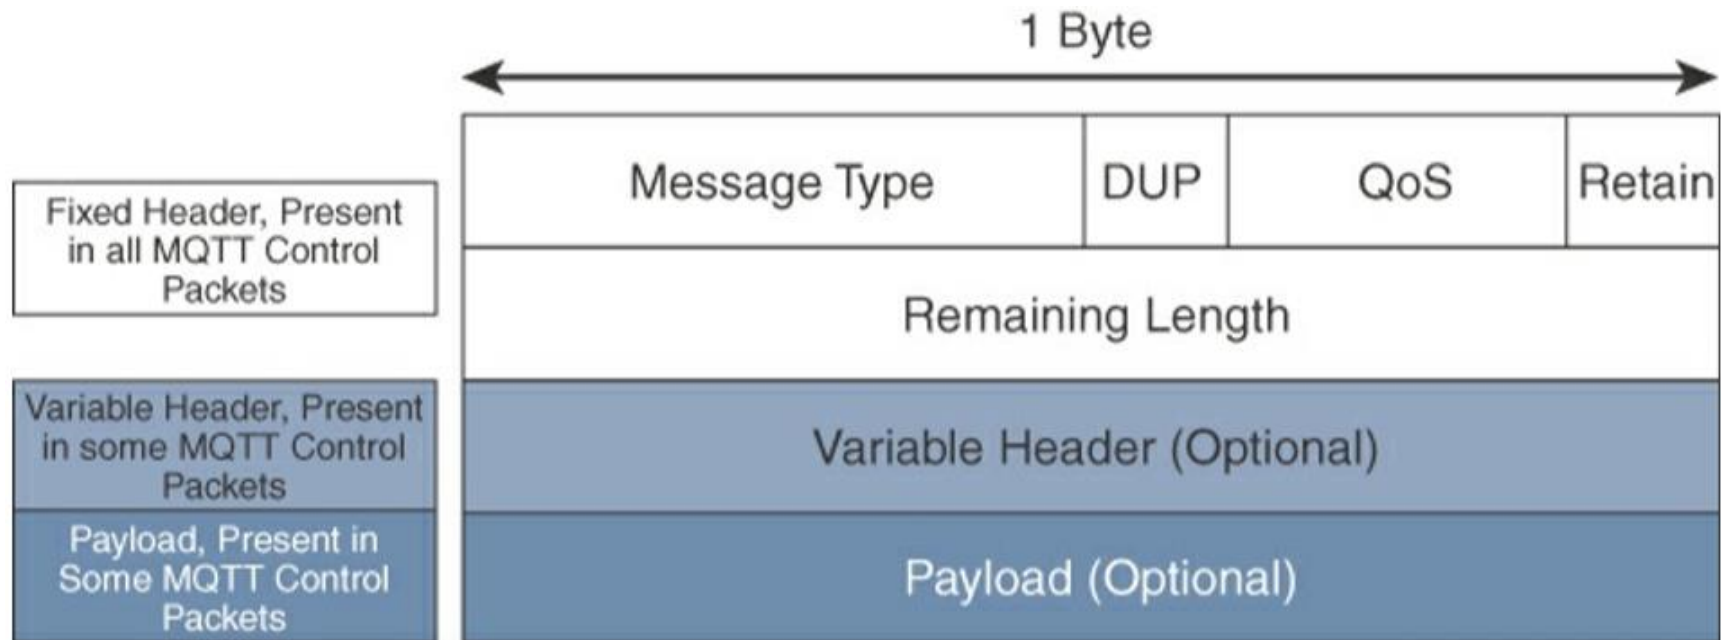 1 Byte
Message Type DUP QoS Retain
Fixed Header, Present
in all MQTT Control
Packets
Remaining Length
Variable Header, Present
in some MQTT Control
Packets
Variable Header (Optional)
Payload, Present in
Some MQTT Control
Packets
Payload (Optional)